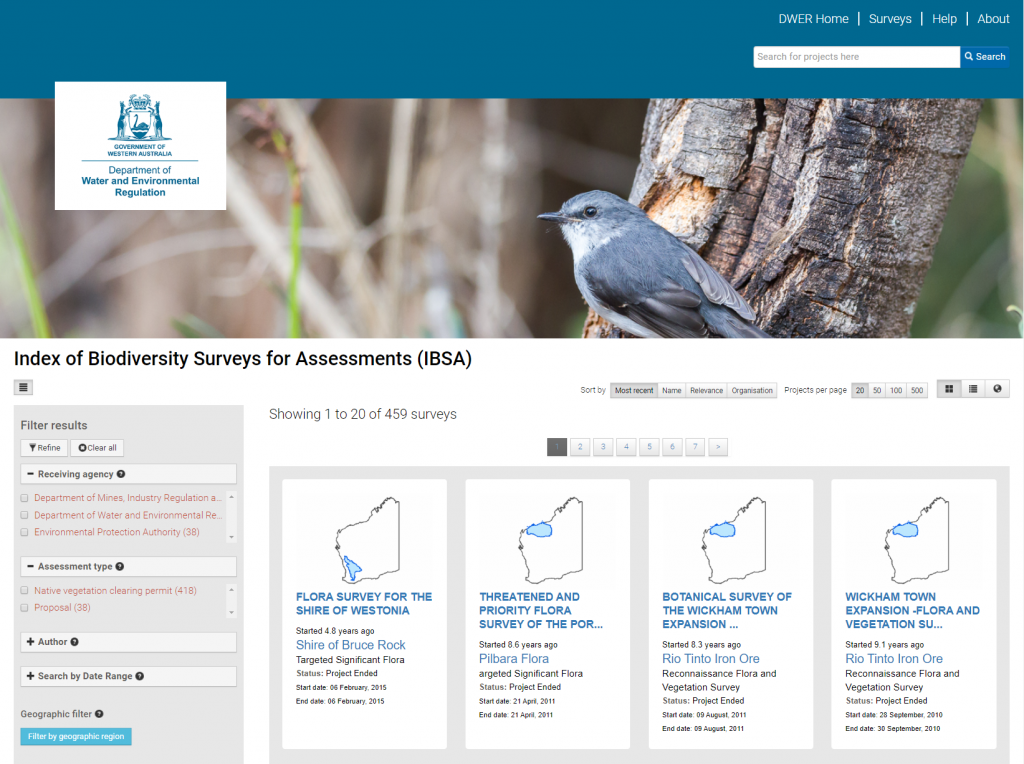 DWER Home | Surveys | Help | About
Search for projects here
Search
GOVERNMENT OF
WESTERN AUSTRALIA
Department of
Water and Environmental
Regulation
Index of Biodiversity Surveys for Assessments (IBSA)
Sort by Most recent Name Relevance Organisation Projects per page 20 50 100 500
Showing 1 to 20 of 459 surveys
1 2 3 4 5 6 7 >
Filter results
Refine Clear all
Receiving agency
Department of Mines, Industry Regulation a...
Department of Water and Environmental Re...
Environmental Protection Authority (38)
Assessment type
Native vegetation clearing permit (418)
Proposal (38)
Author
Search by Date Range
Geographic filter
Filter by geographic region
FLORA SURVEY FOR THE
SHIRE OF WESTONIA
Started 4.8 years ago
Shire of Bruce Rock
Targeted Significant Flora
Status: Project Ended
Start date: 06 February, 2015
End date: 06 February, 2015
THREATENED AND
PRIORITY FLORA
SURVEY OF THE POR...
Started 8.6 years ago
Pilbara Flora
argeted Significant Flora
Status: Project Ended
Start date: 21 April, 2011
End date: 21 April, 2011
BOTANICAL SURVEY OF
THE WICKHAM TOWN
EXPANSION ...
Started 8.3 years ago
Rio Tinto Iron Ore
Reconnaissance Flora and
Vegetation Survey
Status: Project Ended
Start date: 09 August, 2011
End date: 09 August, 2011
WICKHAM TOWN
EXPANSION -FLORA AND
VEGETATION SU...
Started 9.1 years ago
Rio Tinto Iron Ore
Reconnaissance Flora and
Vegetation Survey
Status: Project Ended
Start date: 28 September, 2010
End date: 30 September, 2010